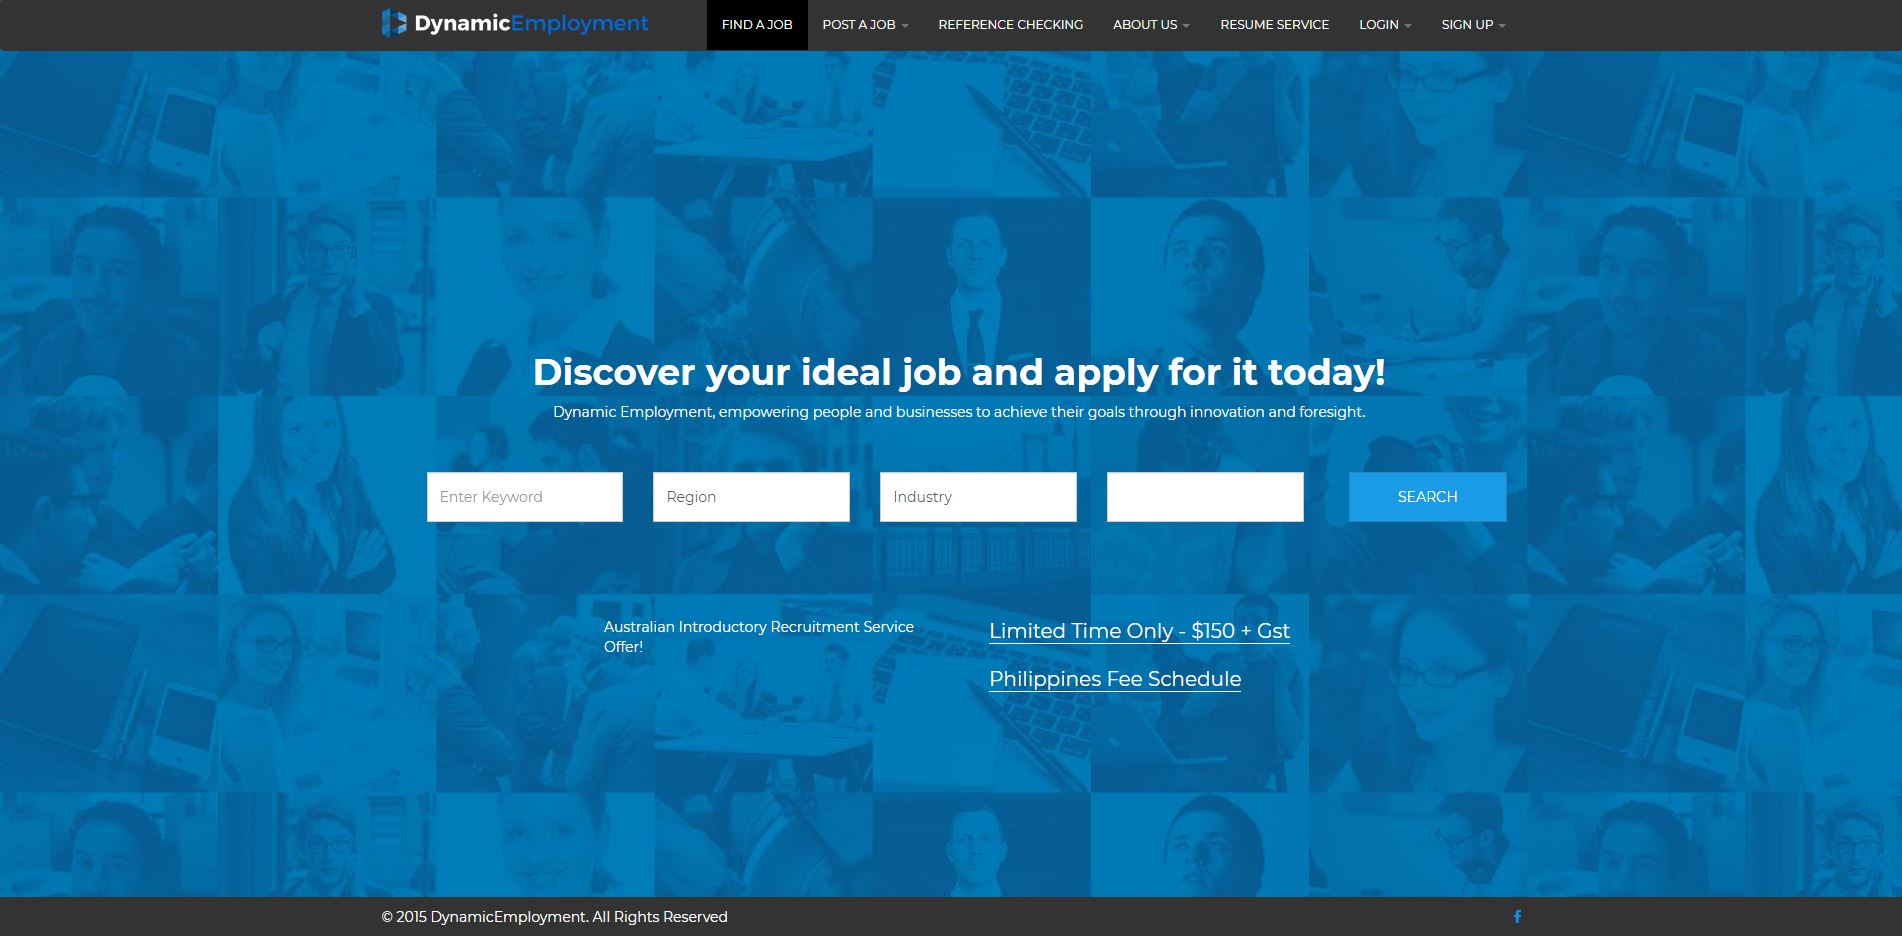 DynamicEmployment
FIND A JOB
POST A JOB
REFERENCE CHECKING
ABOUT US
RESUME SERVICE
LOGIN
SIGN UP
Discover your ideal job and apply for it today!
Dynamic Employment, empowering people and businesses to achieve their goals through innovation and foresight.
Enter Keyword
Region
Industry
SEARCH
Australian Introductory Recruitment Service
Offer!
Limited Time Only - $150 + Gst
Philippines Fee Schedule
© 2015 DynamicEmployment. All Rights Reserved